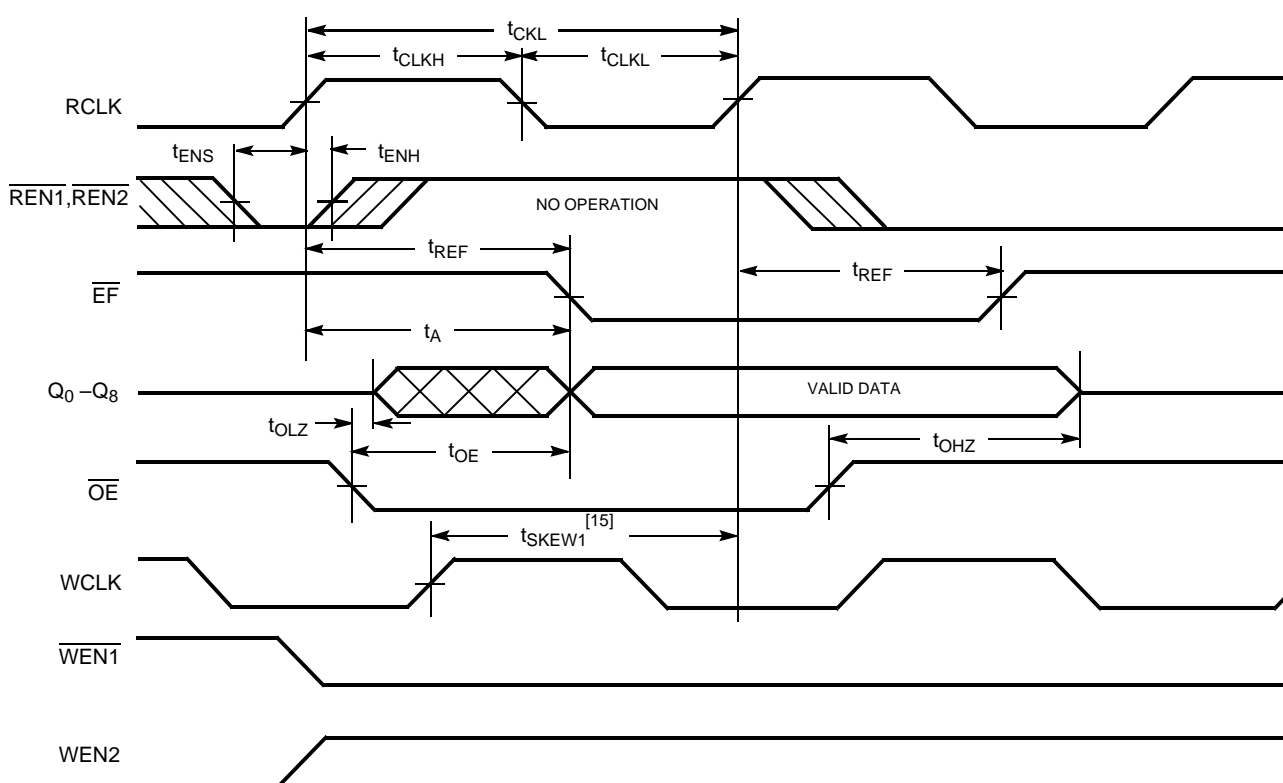 tCKL
tCLKH
tCLKL
RCLK
tENS
tENH
REN1,REN2
NO OPERATION
tREF
tREF
EF
tA
Q0 –Q8
VALID DATA
tOLZ
tOE
tOHZ
OE
tSKEW1[15]
WCLK
WEN1
WEN2